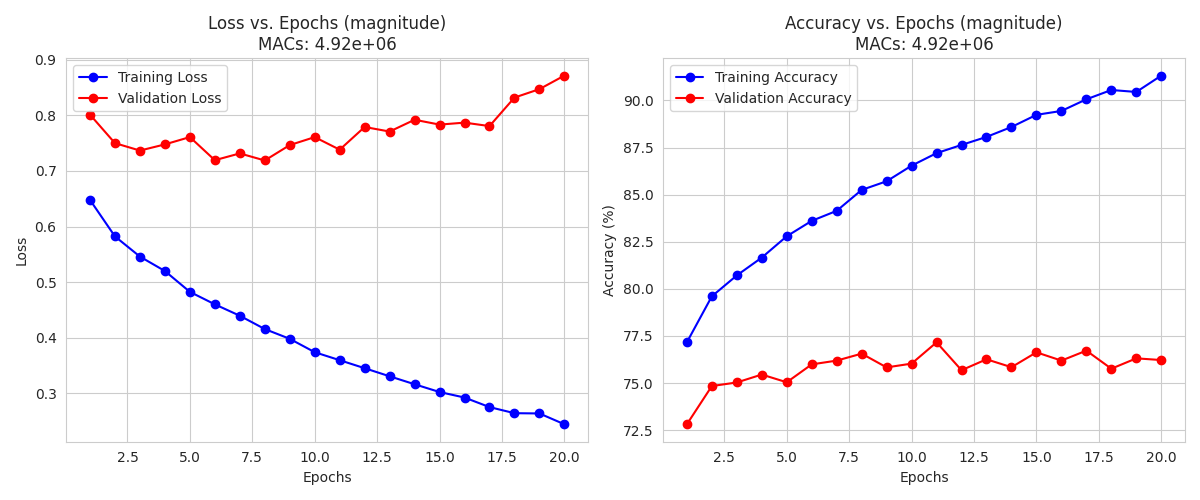 Loss vs. Epochs (magnitude)
MACs: 4.92e+06
0.9
0.8
0.7
0.6
0.5
0.4
0.3
Loss
Training Loss
Validation Loss
2.5 5.0 7.5 10.0 12.5 15.0 17.5 20.0
Epochs
Accuracy vs. Epochs (magnitude)
MACs: 4.92e+06
90.0
87.5
85.0
82.5
80.0
77.5
75.0
72.5
Accuracy (%)
Training Accuracy
Validation Accuracy
2.5 5.0 7.5 10.0 12.5 15.0 17.5 20.0
Epochs